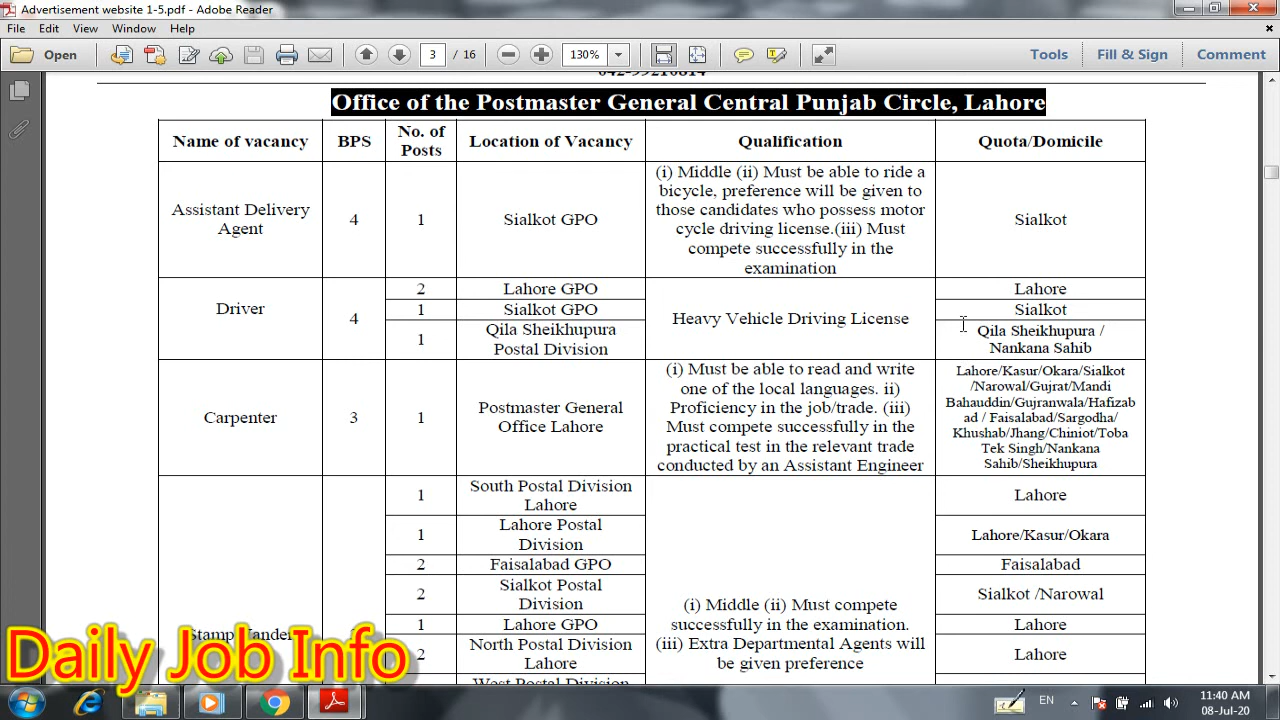 Advertisement website 1-5.pdf - Adobe Reader
File Edit View Window Help
Open 3 / 16 130% Tools Fill & Sign Comment
042-99210814
Office of the Postmaster General Central Punjab Circle, Lahore
Name of vacancy BPS No. of Posts Location of Vacancy Qualification Quota/Domicile
Assistant Delivery
Agent
4
1
Sialkot GPO
(i) Middle (ii) Must be able to ride a
bicycle, preference will be given to
those candidates who possess motor
cycle driving license.(iii) Must
compete successfully in the
examination
Sialkot
Driver
4
2 Lahore GPO
1 Sialkot GPO
1 Qila Sheikhupura
Postal Division
Heavy Vehicle Driving License
Lahore
Sialkot
Qila Sheikhupura /
Nankana Sahib
Carpenter
3
1
Postmaster General
Office Lahore
(i) Must be able to read and write
one of the local languages. ii)
Proficiency in the job/trade. (iii)
Must compete successfully in the
practical test in the relevant trade
conducted by an Assistant Engineer
Lahore/Kasur/Okara/Sialkot
/Narowal/Gujrat/Mandi
Bahauddin/Gujranwala/Hafizab
ad / Faisalabad/Sargodha/
Khushab/Jhang/Chiniot/Toba
Tek Singh/Nankana
Sahib/Sheikhupura
1 South Postal Division
Lahore
Lahore
1 Lahore Postal
Division
Lahore/Kasur/Okara
2 Faisalabad GPO Faisalabad
2 Sialkot Postal
Division
Sialkot /Narowal
1 Lahore GPO Lahore
2 North Postal Division
Lahore
Lahore
West Postal Division
(i) Middle (ii) Must compete
successfully in the examination.
(iii) Extra Departmental Agents will
be given preference
Daily Job Info
EN
11:40 AM
08-Jul-20